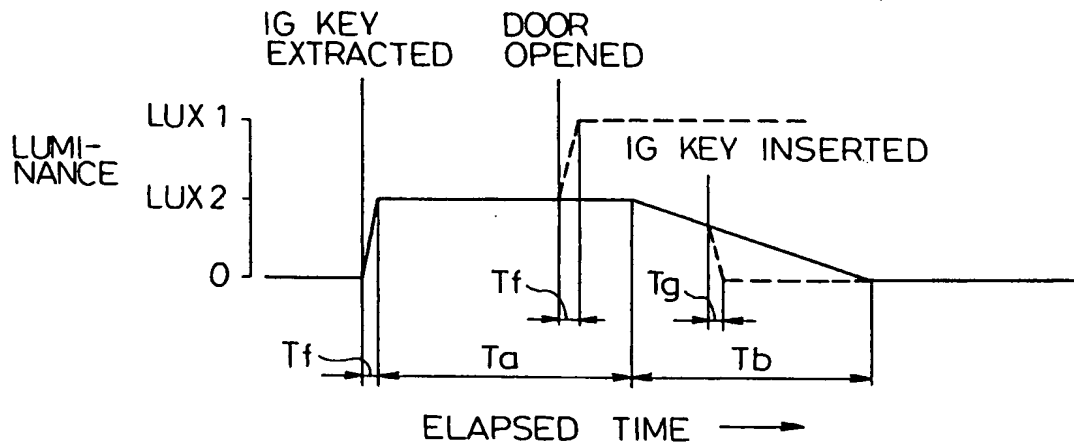 IG KEY
EXTRACTED
DOOR
OPENED
LUX 1
LUMI-
NANCE
IG KEY INSERTED
LUX 2
0
Tf
Tg
Tf
Ta
Tb
ELAPSED TIME